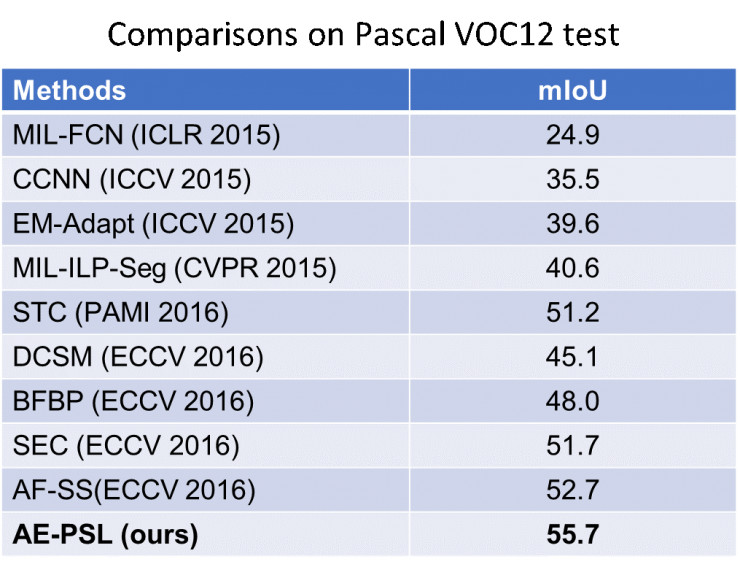 Comparisons on Pascal VOC12 test
Methods mIoU
MIL-FCN (ICLR 2015) 24.9
CCNN (ICCV 2015) 35.5
EM-Adapt (ICCV 2015) 39.6
MIL-ILP-Seg (CVPR 2015) 40.6
STC (PAMI 2016) 51.2
DCSM (ECCV 2016) 45.1
BFBP (ECCV 2016) 48.0
SEC (ECCV 2016) 51.7
AF-SS(ECCV 2016) 52.7
AE-PSL (ours) 55.7